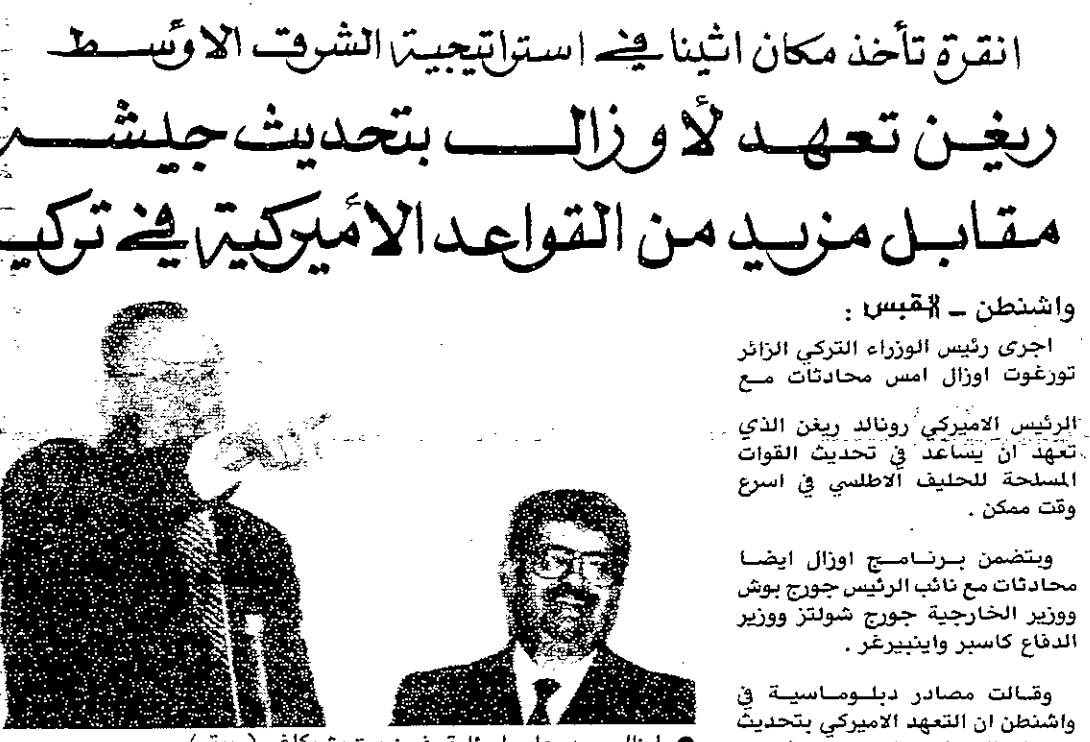 انقرة تأخذ مكان اثينا في استراتيجية الشرق الاوسط
ريغن تعهد لأوزال بتحديث جيشه
مقابل مزيد من القواعد الأميركية في تركيـ
واشنطن - القبس :
اجرى رئيس الوزراء التركي الزائر
تورغوت اوزال امس محادثات مع
الرئيس الاميركي رونالد ريغن الذي
تعهد ان يساعد في تحديث القوات
المسلحة للحليف الاطلسي في اسرع
وقت ممكن .
ويتضمن برنامج اوزال ايضا
محادثات مع نائب الرئيس جورج بوش
ووزير الخارجية جورج شولتز ووزير
الدفاع كاسبر واينبيرغر .
وقالت مصادر دبلوماسية في
واشنطن ان التعهد الاميركي بتحديث